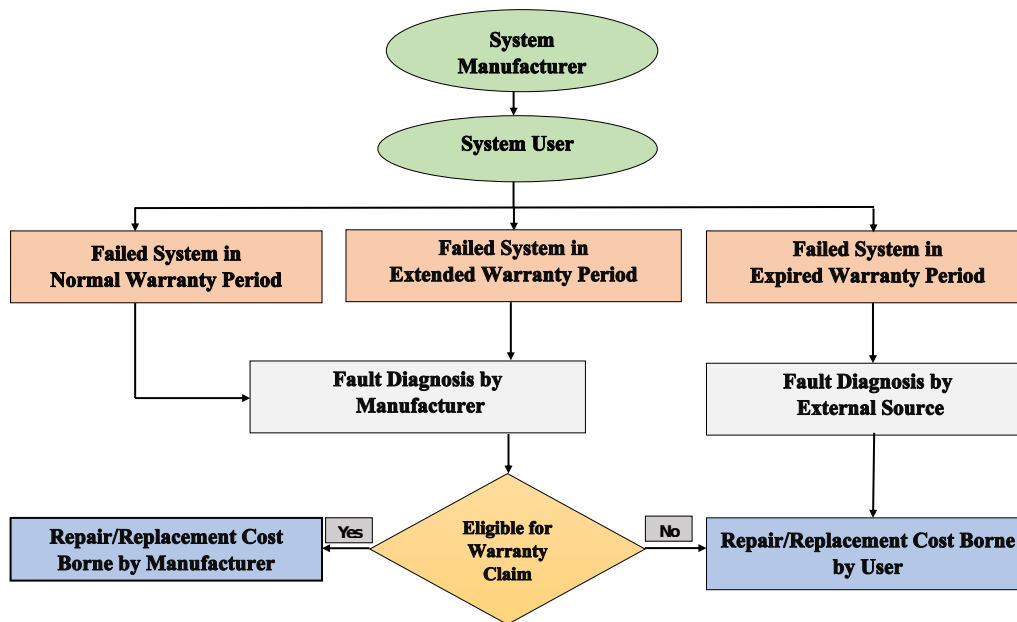 System
Manufacturer
System User
Failed System in
Normal Warranty Period
Failed System in
Extended Warranty Period
Failed System in
Expired Warranty Period
Fault Diagnosis by
Manufacturer
Fault Diagnosis by
External Source
Repair/Replacement Cost
Borne by Manufacturer
Yes
Eligible for
Warranty
Claim
No
Repair/Replacement Cost Borne
by User